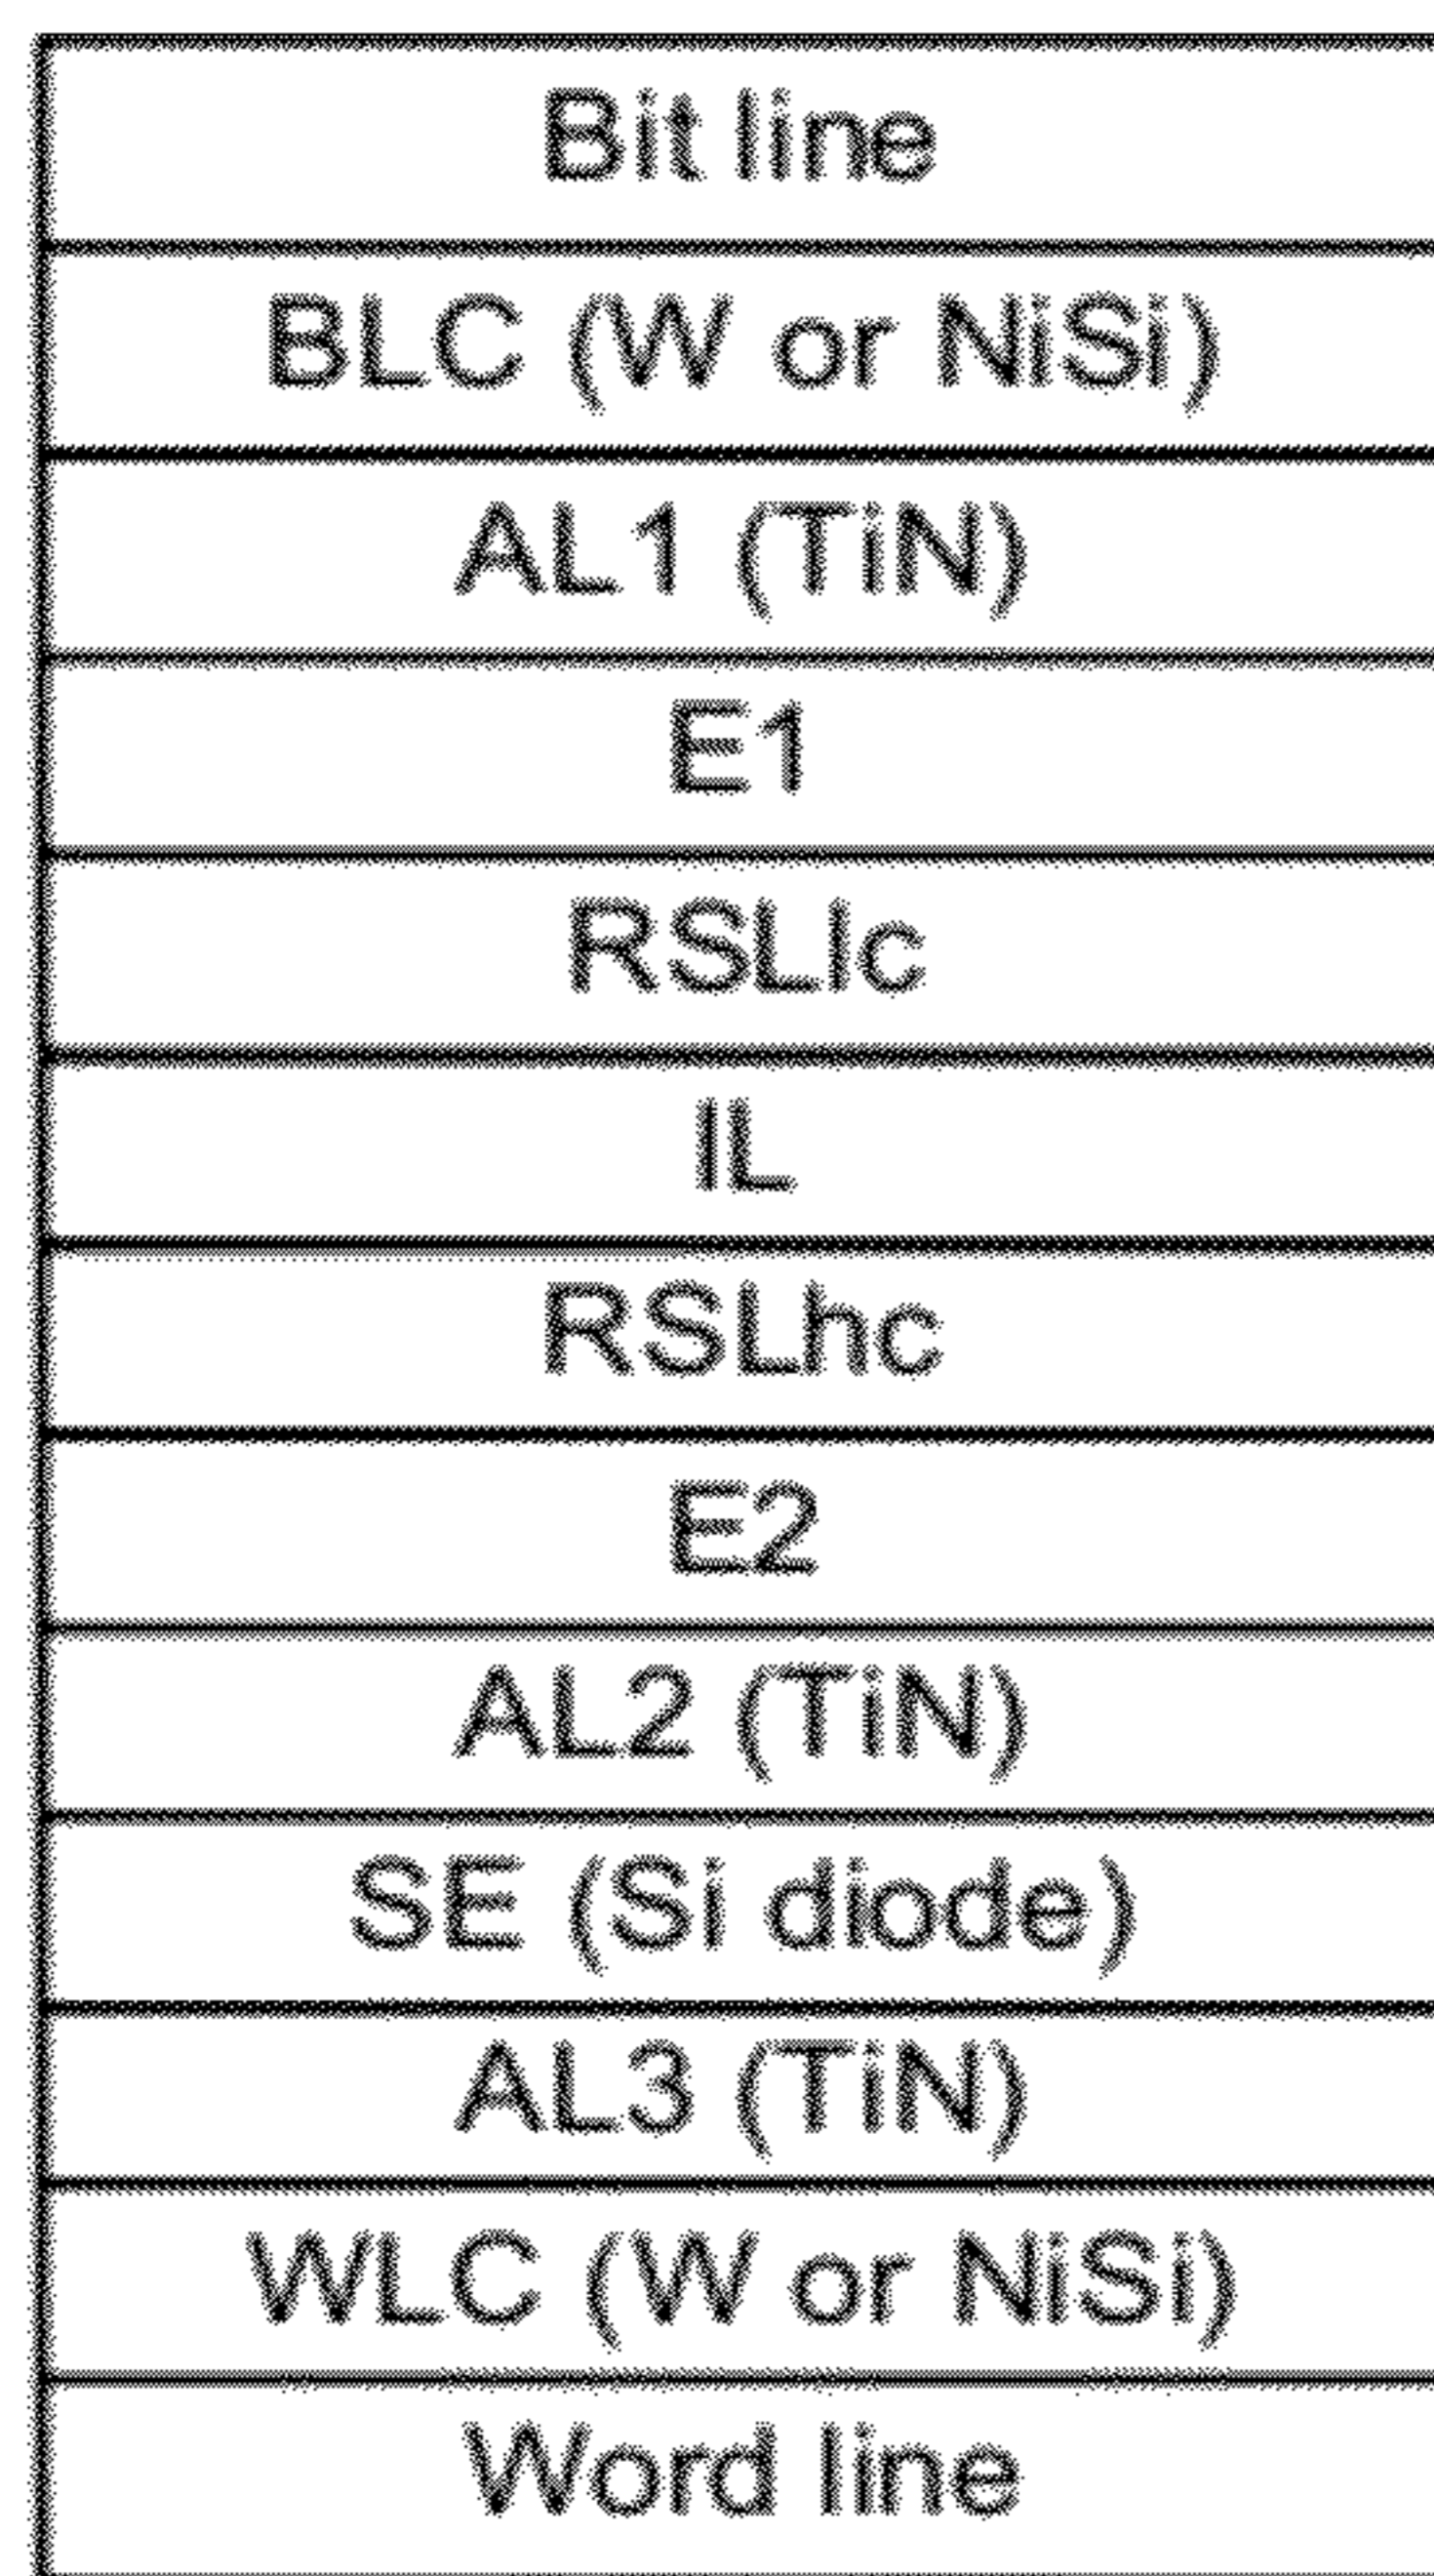 Bit line
BLC (W or NiSi)
AL1 (TiN)
E1
RSLlc
IL
RSLhc
E2
AL2 (TiN)
SE (Si diode)
AL3 (TiN)
WLC (W or NiSi)
Word line